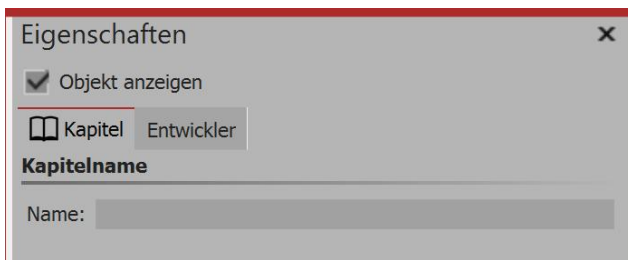 Eigenschaften
Objekt anzeigen
Kapitel Entwickler
Kapitelname
Name: